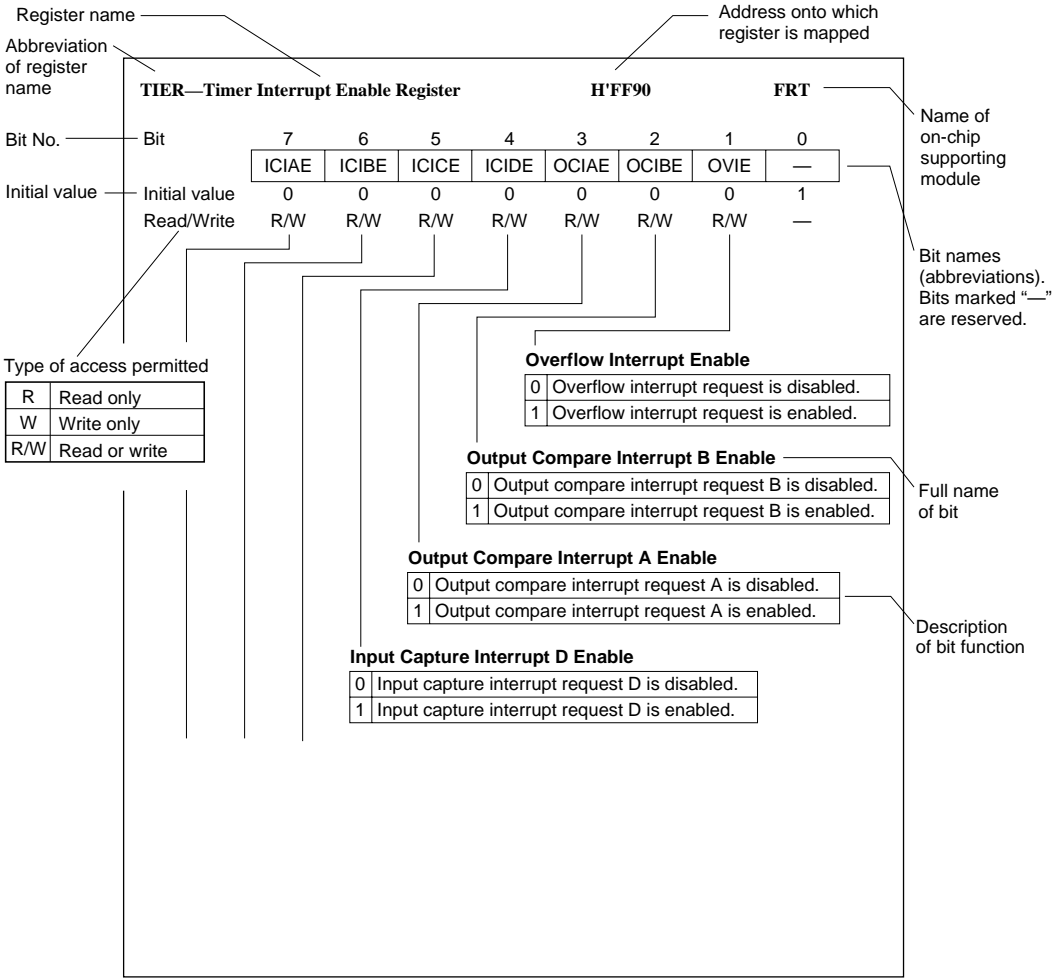 Register name
Address onto which
register is mapped
Abbreviation
of register
name
TIER—Timer Interrupt Enable Register H'FF90 FRT
Name of
on-chip
supporting
module
Bit No. Bit 7 6 5 4 3 2 1 0
ICIAE ICIBE ICICE ICIDE OCIAE OCIBE OVIE —
Initial value Initial value 0 0 0 0 0 0 0 1
Read/Write R/W R/W R/W R/W R/W R/W R/W —
Bit names
(abbreviations).
Bits marked “—”
are reserved.
Type of access permitted
R Read only
W Write only
R/W Read or write
Overflow Interrupt Enable
0 Overflow interrupt request is disabled.
1 Overflow interrupt request is enabled.
Output Compare Interrupt B Enable
0 Output compare interrupt request B is disabled.
1 Output compare interrupt request B is enabled.
Full name
of bit
Output Compare Interrupt A Enable
0 Output compare interrupt request A is disabled.
1 Output compare interrupt request A is enabled.
Description
of bit function
Input Capture Interrupt D Enable
0 Input capture interrupt request D is disabled.
1 Input capture interrupt request D is enabled.